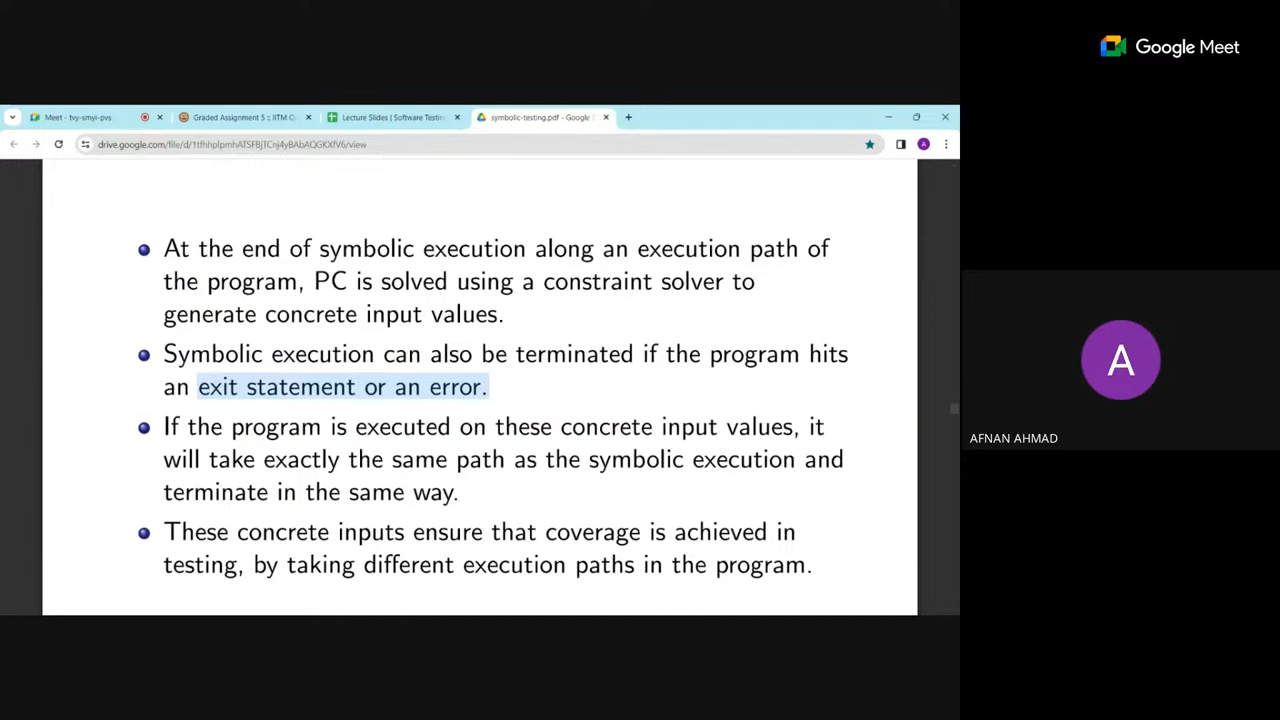 Google Meet
Meet - tvy-smyi-pvs
Graded Assignment 5 :: IITM O
Lecture Slides | Software Testing
symbolic-testing.pdf - Google
At the end of symbolic execution along an execution path of
the program, PC is solved using a constraint solver to
generate concrete input values.
Symbolic execution can also be terminated if the program hits
an exit statement or an error.
If the program is executed on these concrete input values, it
will take exactly the same path as the symbolic execution and
terminate in the same way.
These concrete inputs ensure that coverage is achieved in
testing, by taking different execution paths in the program.
A
AFNAN AHMAD